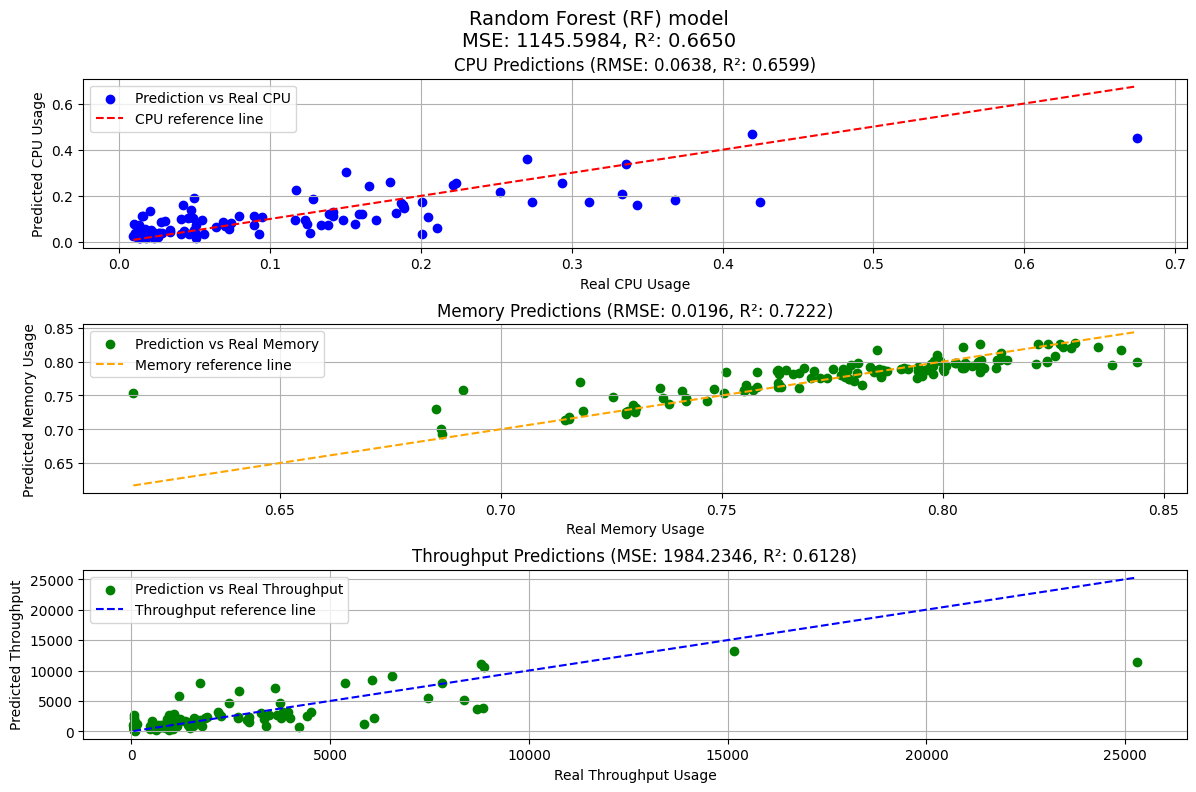 Random Forest (RF) model
MSE: 1145.5984, R²: 0.6650
CPU Predictions (RMSE: 0.0638, R²: 0.6599)
Prediction vs Real CPU
CPU reference line
Predicted CPU Usage
0.6
0.4
0.2
0.0
0.0 0.1 0.2 0.3 0.4 0.5 0.6 0.7
Real CPU Usage
Memory Predictions (RMSE: 0.0196, R²: 0.7222)
Prediction vs Real Memory
Memory reference line
Predicted Memory Usage
0.85
0.80
0.75
0.70
0.65
0.65 0.70 0.75 0.80 0.85
Real Memory Usage
Throughput Predictions (MSE: 1984.2346, R²: 0.6128)
Prediction vs Real Throughput
Throughput reference line
Predicted Throughput
25000
20000
15000
10000
5000
0
0 5000 10000 15000 20000 25000
Real Throughput Usage